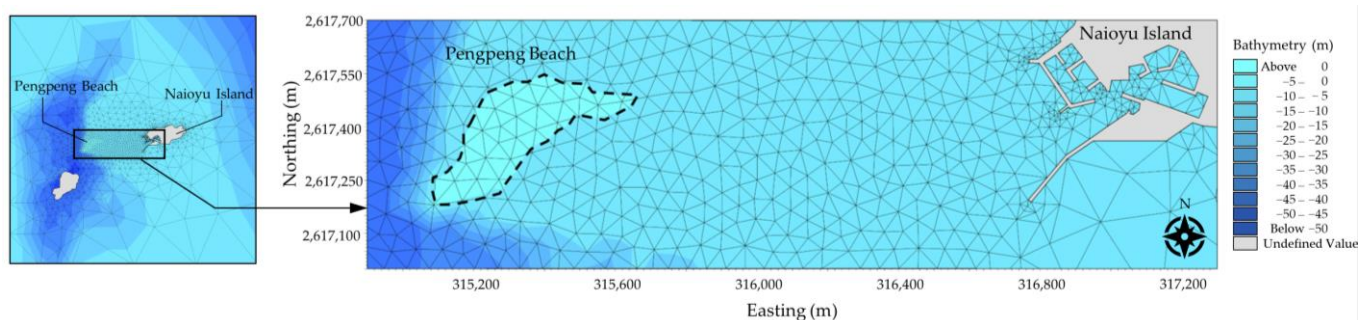 Pengpeng Beach
Naioyu Island
2,617,700
2,617,550
2,617,400
2,617,250
2,617,100
Northing (m)
Pengpeng Beach
Naioyu Island
N
315,200
315,600
316,000
316,400
316,800
317,200
Easting (m)
Bathymetry (m)
Above 0
−5 – 0
−10 – −5
−15 – −10
−20 – −15
−25 – −20
−30 – −25
−35 – −30
−40 – −35
−45 – −40
−50 – −45
Below −50
Undefined Value